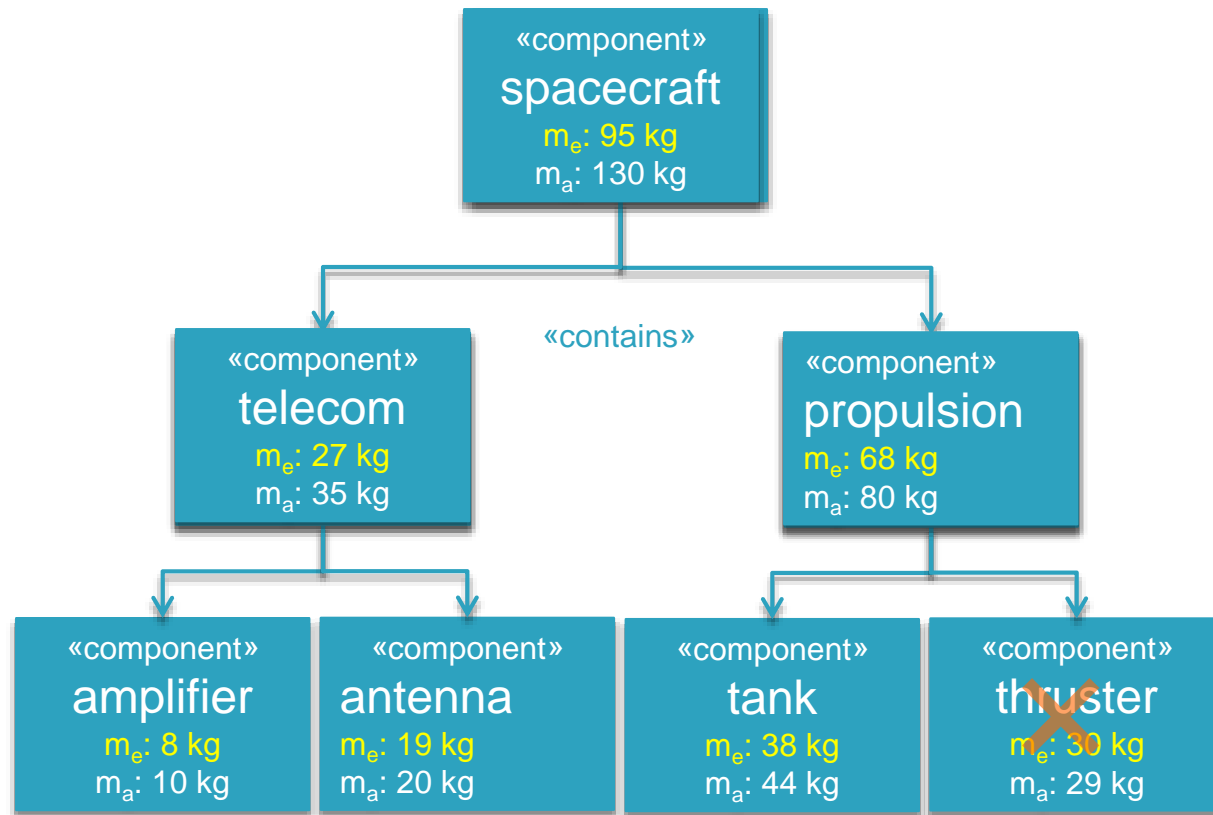 «component»
spacecraft
mₑ: 95 kg
mₐ: 130 kg
«contains»
«component»
telecom
mₑ: 27 kg
mₐ: 35 kg
«component»
propulsion
mₑ: 68 kg
mₐ: 80 kg
«component»
amplifier
mₑ: 8 kg
mₐ: 10 kg
«component»
antenna
mₑ: 19 kg
mₐ: 20 kg
«component»
tank
mₑ: 38 kg
mₐ: 44 kg
«component»
thruster
mₑ: 30 kg
mₐ: 29 kg